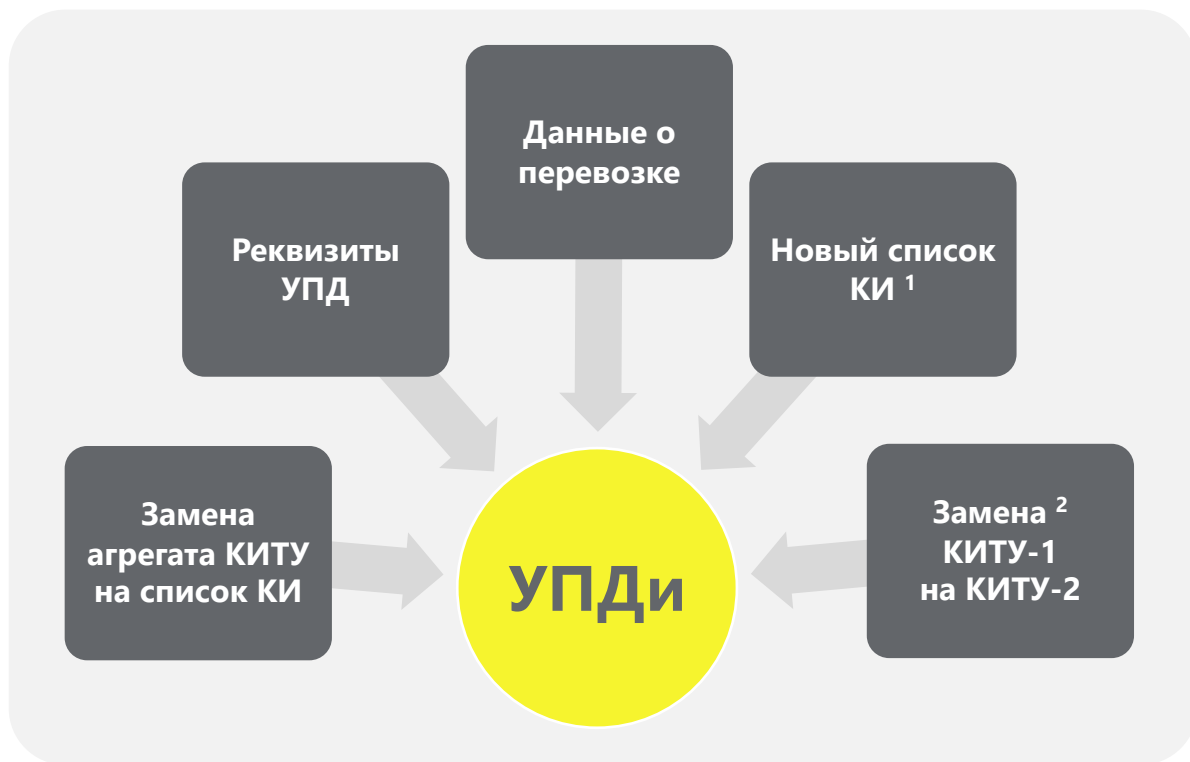 Данные о
перевозке
Реквизиты
УПД
Новый список
КИ ¹
Замена
агрегата КИТУ
на список КИ
Замена ²
КИТУ-1
на КИТУ-2
УПДи